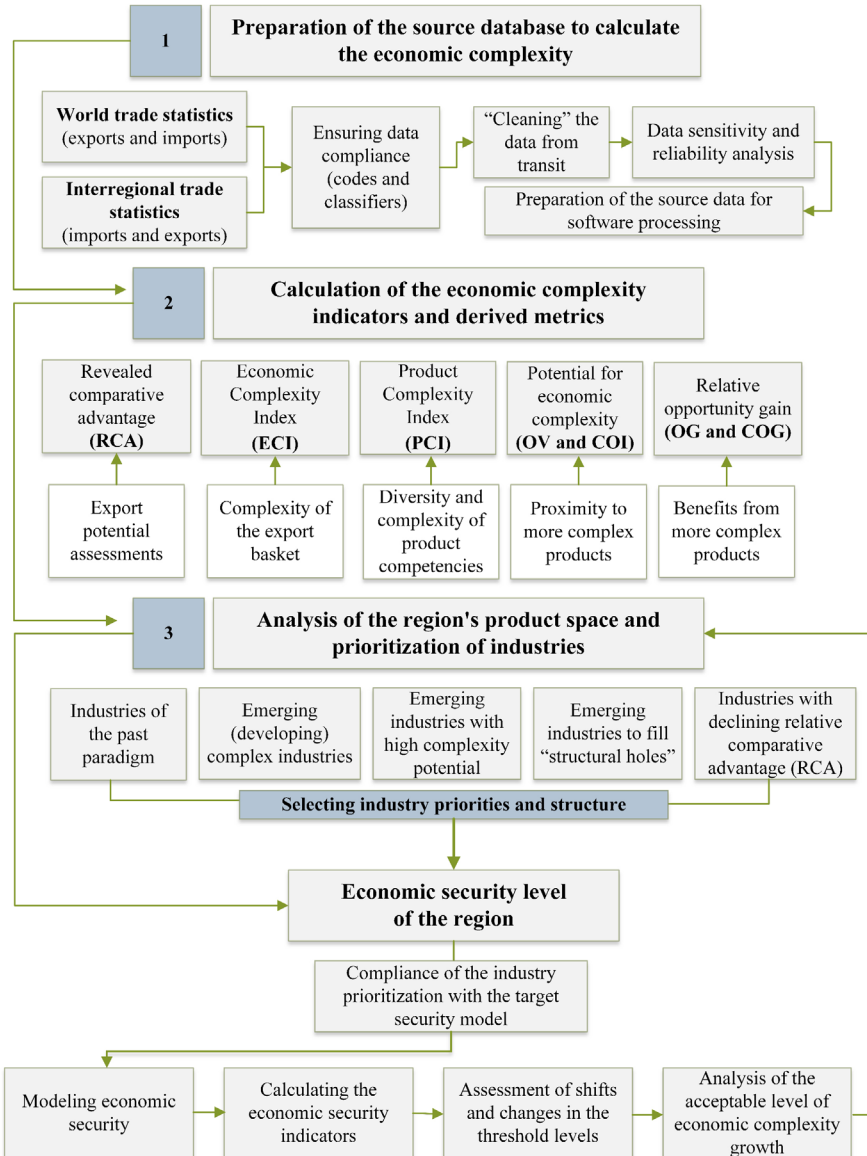 1
Preparation of the source database to calculate
the economic complexity
World trade statistics
(exports and imports)
Interregional trade
statistics
(imports and exports)
Ensuring data
compliance
(codes and
classifiers)
“Cleaning” the
data from
transit
Data sensitivity and
reliability analysis
Preparation of the source data for
software processing
2
Calculation of the economic complexity
indicators and derived metrics
Revealed
comparative
advantage
(RCA)
Economic
Complexity
Index
(ECI)
Product
Complexity
Index
(PCI)
Potential for
economic
complexity
(OV and COI)
Relative
opportunity gain
(OG and COG)
Export
potential
assessments
Complexity of
the export
basket
Diversity and
complexity of
product
competencies
Proximity to
more complex
products
Benefits from
more complex
products
3
Analysis of the region's product space and
prioritization of industries
Industries of
the past
paradigm
Emerging
(developing)
complex industries
Emerging
industries with
high complexity
potential
Emerging
industries to fill
“structural holes”
Industries with
declining relative
comparative
advantage (RCA)
Selecting industry priorities and structure
Economic security level
of the region
Compliance of the industry
prioritization with the target
security model
Modeling economic
security
Calculating the
economic security
indicators
Assessment of shifts
and changes in the
threshold levels
Analysis of the
acceptable level of
economic complexity
growth